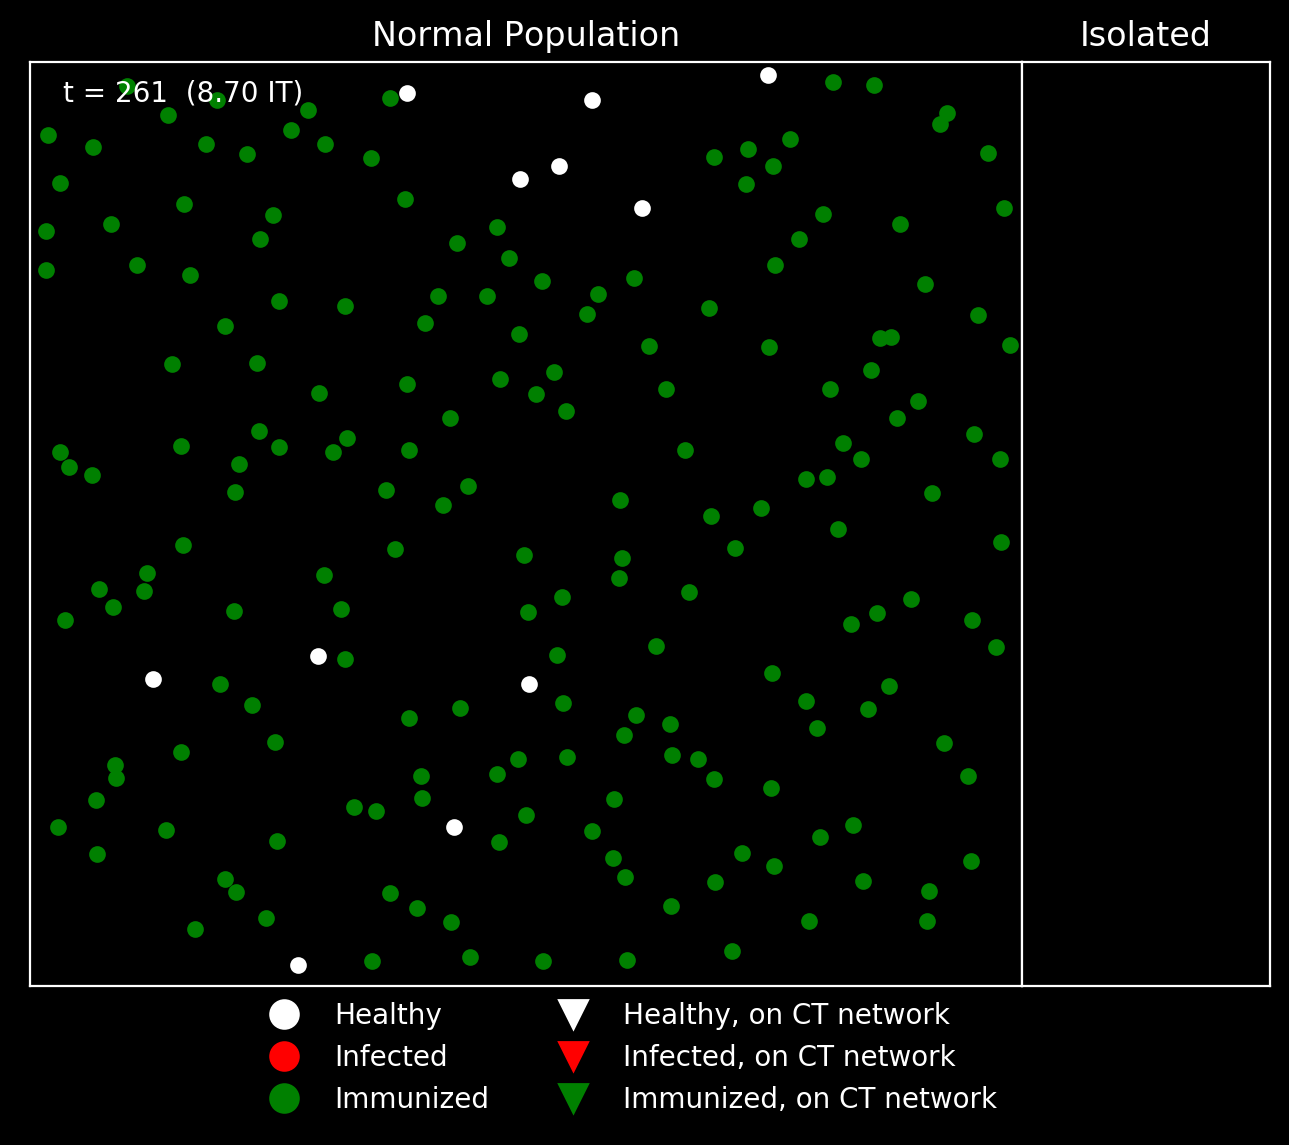 Normal Population
Isolated
t = 261  (8.70 IT)
Healthy
Infected
Immunized
Healthy, on CT network
Infected, on CT network
Immunized, on CT network